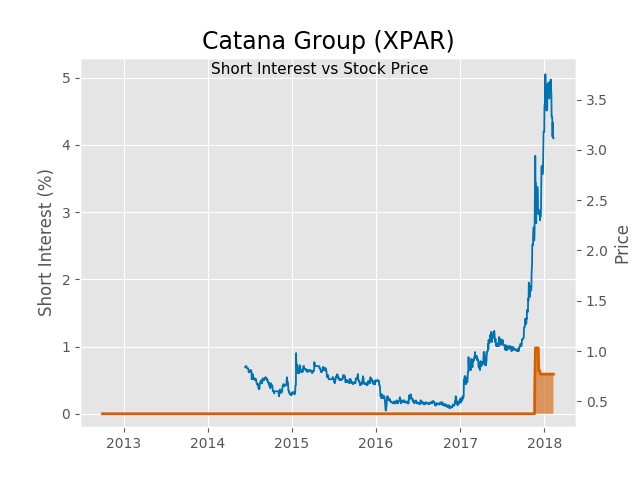 Catana Group (XPAR)
Short Interest vs Stock Price
Short Interest (%)
5
4
3
2
1
0
3.5
3.0
2.5
2.0
1.5
1.0
0.5
Price
2013 2014 2015 2016 2017 2018